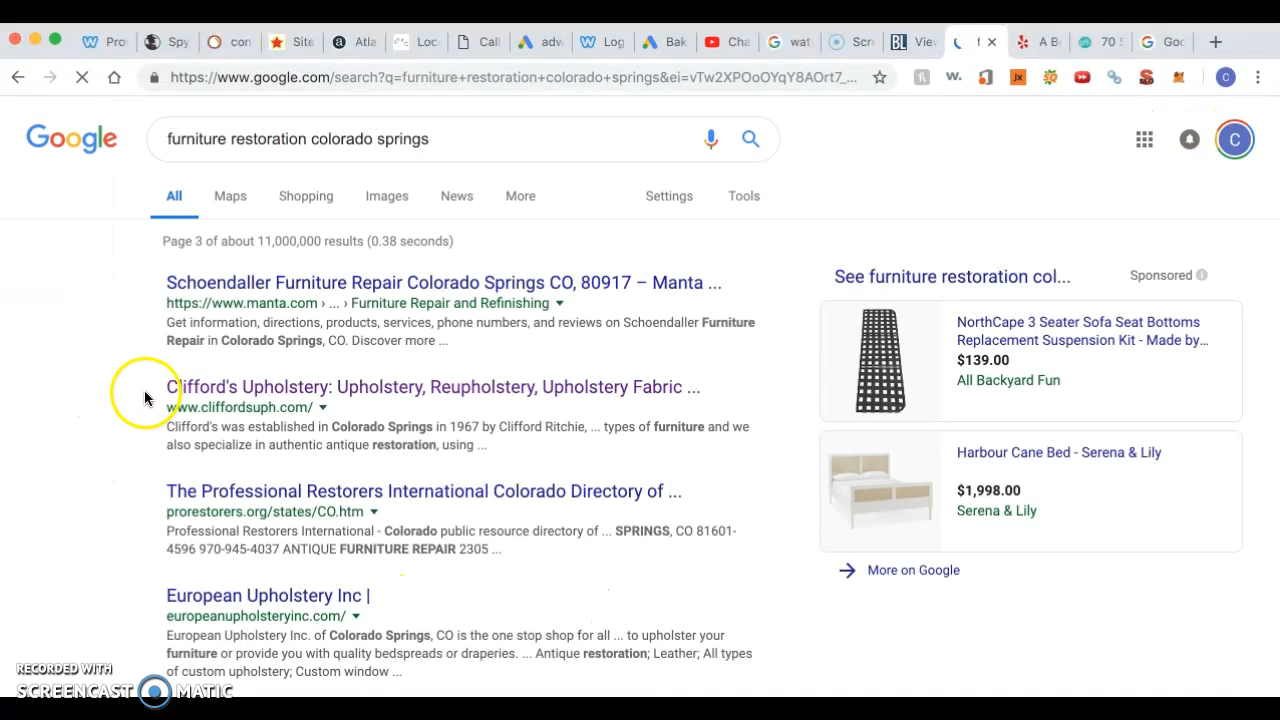 Pro
Spy
con
Site
Atla
Loc
Call
adw
Log
Bak
Cha
wat
Scr
BL Vie
f
A B
70 S
Goo
https://www.google.com/search?q=furniture+restoration+colorado+springs&ei=vTw2XPOoOYqY8AOrt7_...
w.
Jx
C
Google
furniture restoration colorado springs
C
All
Maps
Shopping
Images
News
More
Settings
Tools
Page 3 of about 11,000,000 results (0.38 seconds)
Schoendaller Furniture Repair Colorado Springs CO, 80917 – Manta ...
https://www.manta.com › ... › Furniture Repair and Refinishing
Get information, directions, products, services, phone numbers, and reviews on Schoendaller Furniture
Repair in Colorado Springs, CO. Discover more ...
Clifford's Upholstery: Upholstery, Reupholstery, Upholstery Fabric ...
www.cliffordsuph.com/
Clifford's was established in Colorado Springs in 1967 by Clifford Ritchie, ... types of furniture and we
also specialize in authentic antique restoration, using ...
The Professional Restorers International Colorado Directory of ...
prorestorers.org/states/CO.htm
Professional Restorers International - Colorado public resource directory of ... SPRINGS, CO 81601-
4596 970-945-4037 ANTIQUE FURNITURE REPAIR 2305 ...
European Upholstery Inc |
europeanupholsteryinc.com/
European Upholstery Inc. of Colorado Springs, CO is the one stop shop for all ... to upholster your
furniture or provide you with quality bedspreads or draperies. ... Antique restoration; Leather; All types
of custom upholstery; Custom window ...
See furniture restoration col...
Sponsored
NorthCape 3 Seater Sofa Seat Bottoms
Replacement Suspension Kit - Made by...
$139.00
All Backyard Fun
Harbour Cane Bed - Serena & Lily
$1,998.00
Serena & Lily
More on Google
RECORDED WITH
SCREENCAST MATIC